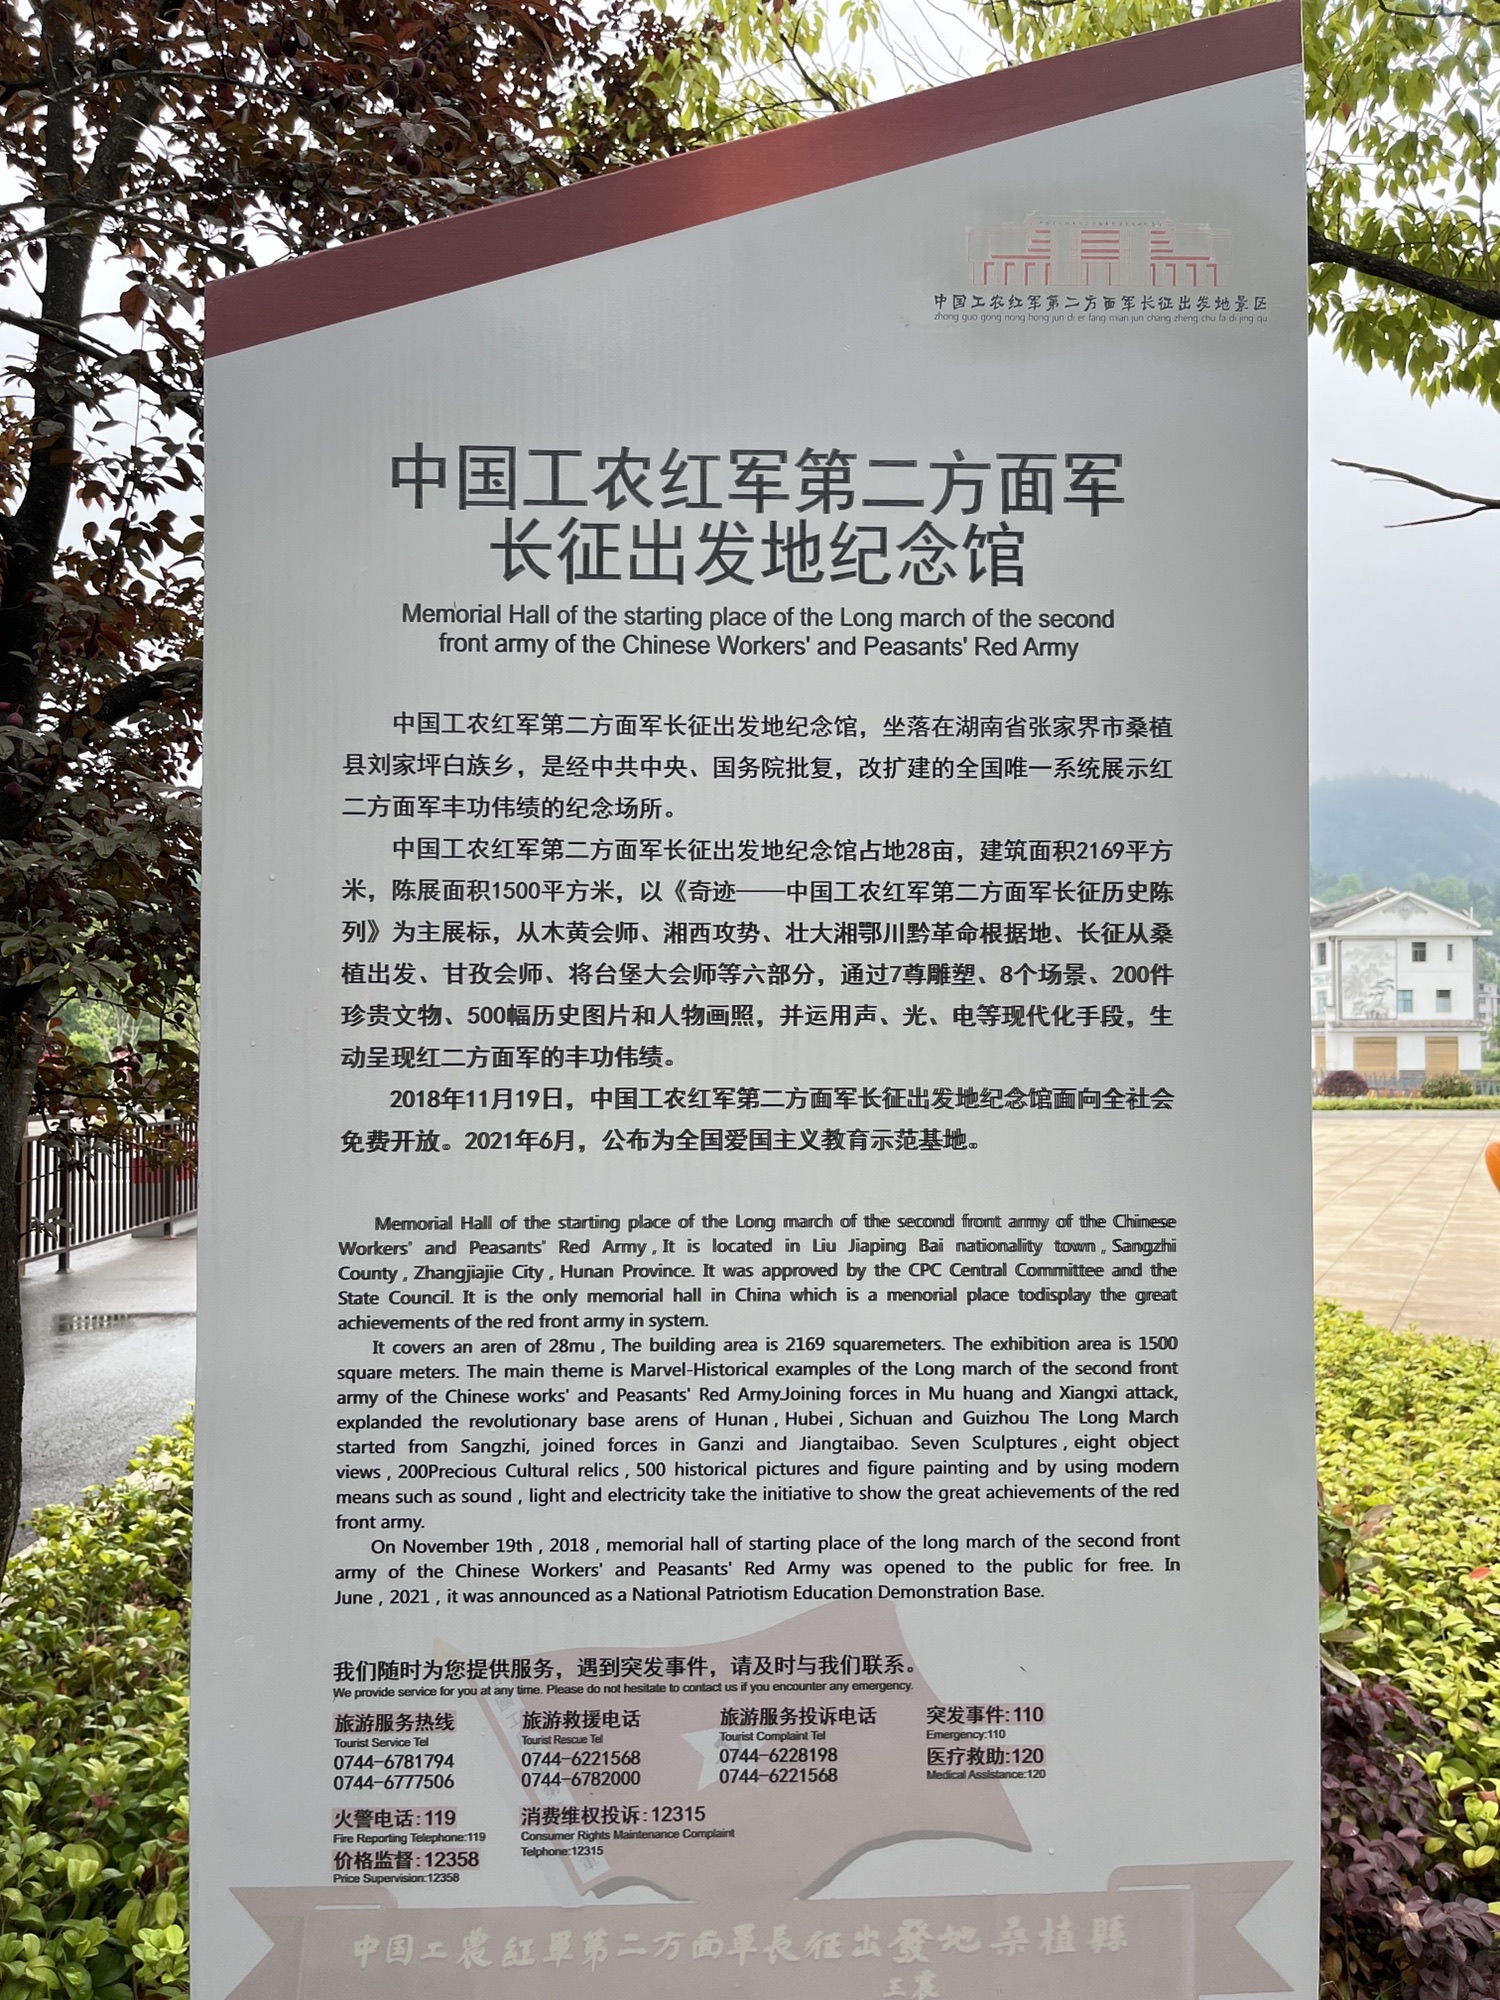 中国工农红军第二方面军长征出发地景区
zhong guo gong nong hong jun di er fang mian jun chang zheng chu fa di jing qu
中国工农红军第二方面军
长征出发地纪念馆
Memorial Hall of the starting place of the Long march of the second
front army of the Chinese Workers' and Peasants' Red Army
中国工农红军第二方面军长征出发地纪念馆，坐落在湖南省张家界市桑植
县刘家坪白族乡，是经中共中央、国务院批复，改扩建的全国唯一系统展示红
二方面军丰功伟绩的纪念场所。
中国工农红军第二方面军长征出发地纪念馆占地28亩，建筑面积2169平方
米，陈展面积1500平方米，以《奇迹——中国工农红军第二方面军长征历史陈
列》为主展标，从木黄会师、湘西攻势、壮大湘鄂川黔革命根据地、长征从桑
植出发、甘孜会师、将台堡大会师等六部分，通过7尊雕塑、8个场景、200件
珍贵文物、500幅历史图片和人物画照，并运用声、光、电等现代化手段，生
动呈现红二方面军的丰功伟绩。
2018年11月19日，中国工农红军第二方面军长征出发地纪念馆面向全社会
免费开放。2021年6月，公布为全国爱国主义教育示范基地。
Memorial Hall of the starting place of the Long march of the second front army of the Chinese
Workers' and Peasants' Red Army , It is located in Liu Jiaping Bai nationality town , Sangzhi
County , Zhangjiajie City , Hunan Province. It was approved by the CPC Central Committee and the
State Council. It is the only memorial hall in China which is a menorial place todisplay the great
achievements of the red front army in system.
It covers an aren of 28mu , The building area is 2169 squaremeters. The exhibition area is 1500
square meters. The main theme is Marvel-Historical examples of the Long march of the second front
army of the Chinese works' and Peasants' Red ArmyJoining forces in Mu huang and Xiangxi attack,
explanded the revolutionary base arens of Hunan , Hubei , Sichuan and Guizhou The Long March
started from Sangzhi, joined forces in Ganzi and Jiangtaibao. Seven Sculptures , eight object
views , 200Precious Cultural relics , 500 historical pictures and figure painting and by using modern
means such as sound , light and electricity take the initiative to show the great achievements of the red
front army.
On November 19th , 2018 , memorial hall of starting place of the long march of the second front
army of the Chinese Workers' and Peasants' Red Army was opened to the public for free. In
June , 2021 , it was announced as a National Patriotism Education Demonstration Base.
我们随时为您提供服务，遇到突发事件，请及时与我们联系。
We provide service for you at any time. Please do not hesitate to contact us if you encounter any emergency.
旅游服务热线
Tourist Service Tel
0744-6781794
0744-6777506
旅游救援电话
Tourist Rescue Tel
0744-6221568
0744-6782000
旅游服务投诉电话
Tourist Complaint Tel
0744-6228198
0744-6221568
突发事件:110
Emergency:110
医疗救助:120
Medical Assistance:120
火警电话:119
Fire Reporting Telephone:119
价格监督:12358
Price Supervision:12358
消费维权投诉:12315
Consumer Rights Maintenance Complaint
Telphone:12315
中国工農紅軍第二方面軍長征出發地桑植縣
王震